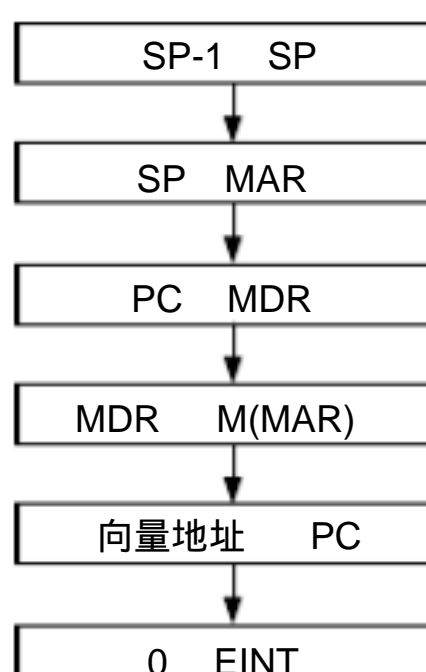 SP-1 SP
SP MAR
PC MDR
MDR M(MAR)
向量地址 PC
0 EINT